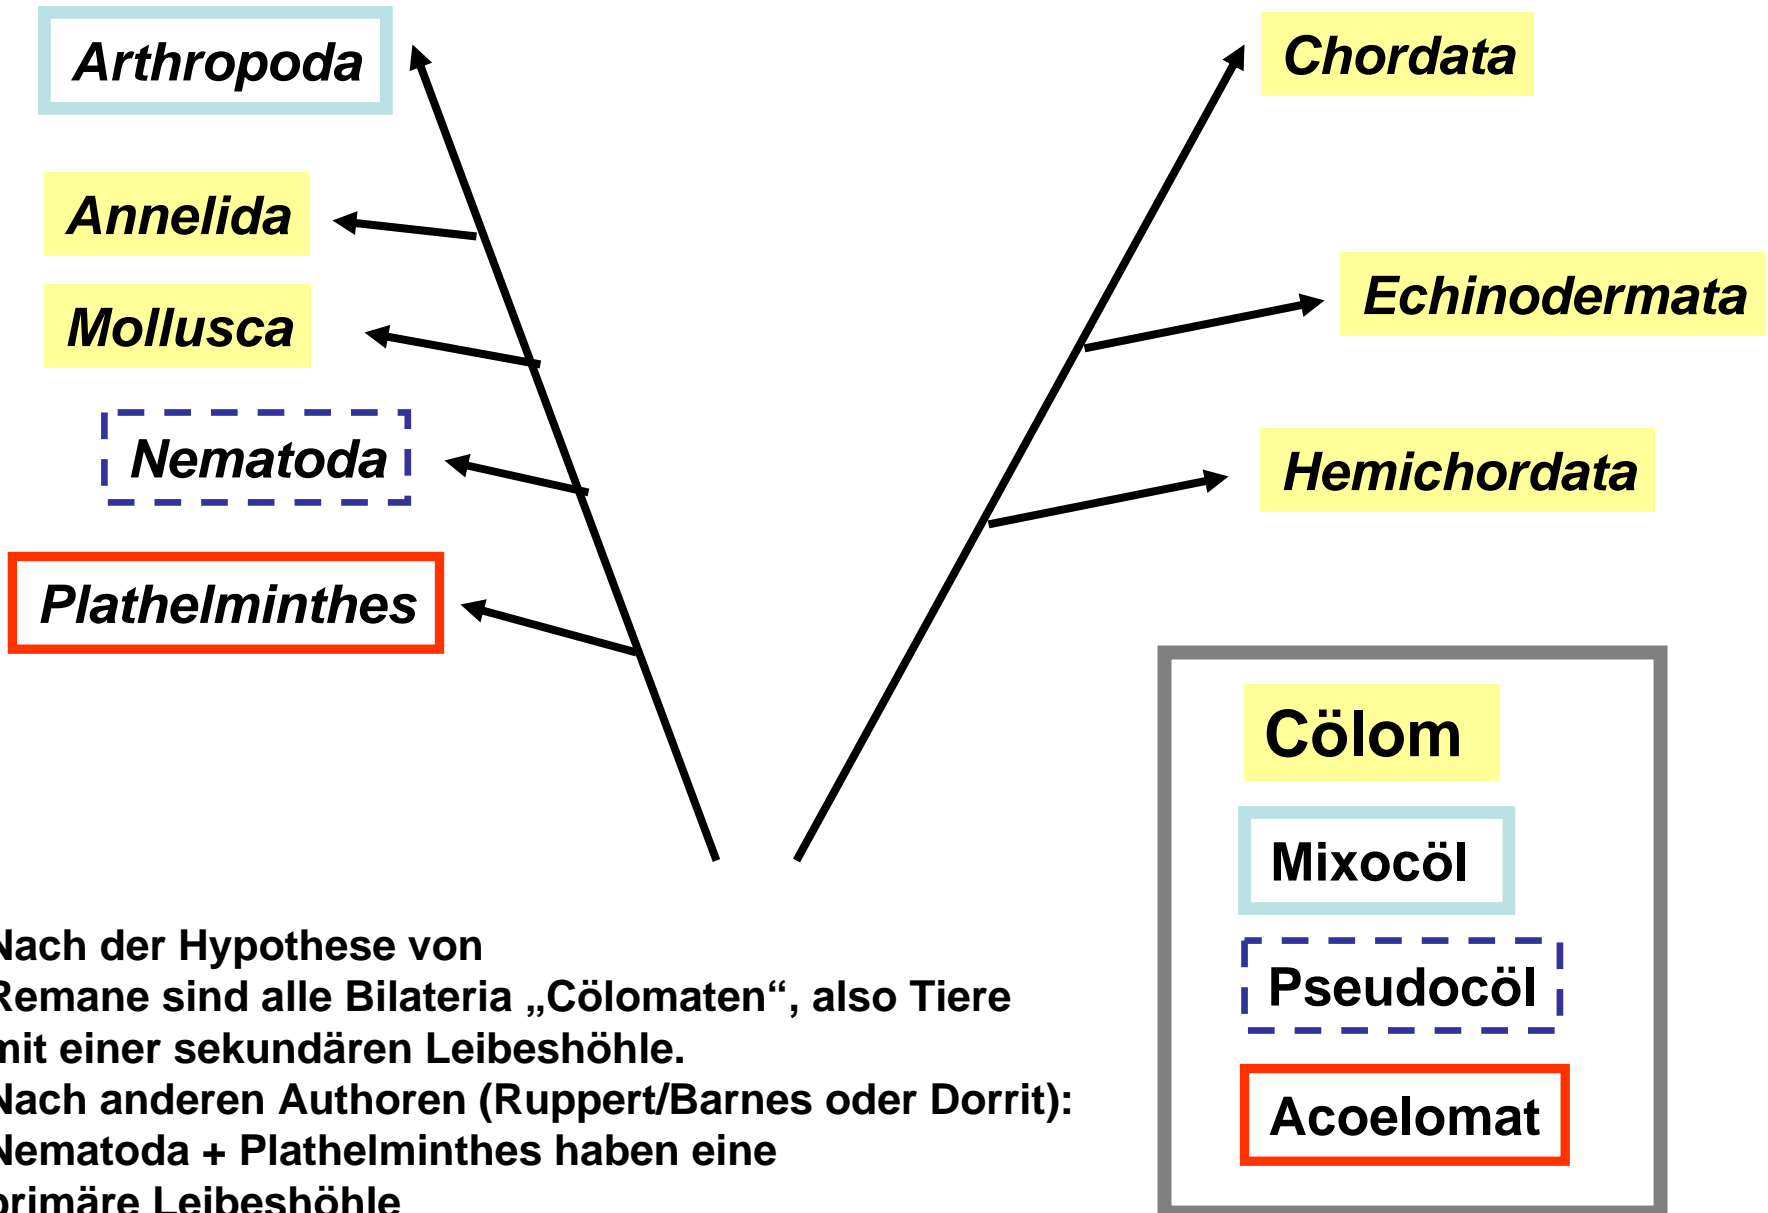 Arthropoda
Chordata
Annelida
Echinodermata
Mollusca
Nematoda
Hemichordata
Plathelminthes
Cölom
Mixocöl
Pseudocöl
Acoelomat
Nach der Hypothese von
Remane sind alle Bilateria „Cölomaten“, also Tiere
mit einer sekundären Leibeshöhle.
Nach anderen Authoren (Ruppert/Barnes oder Dorrit):
Nematoda + Plathelminthes haben eine
primäre Leibeshöhle